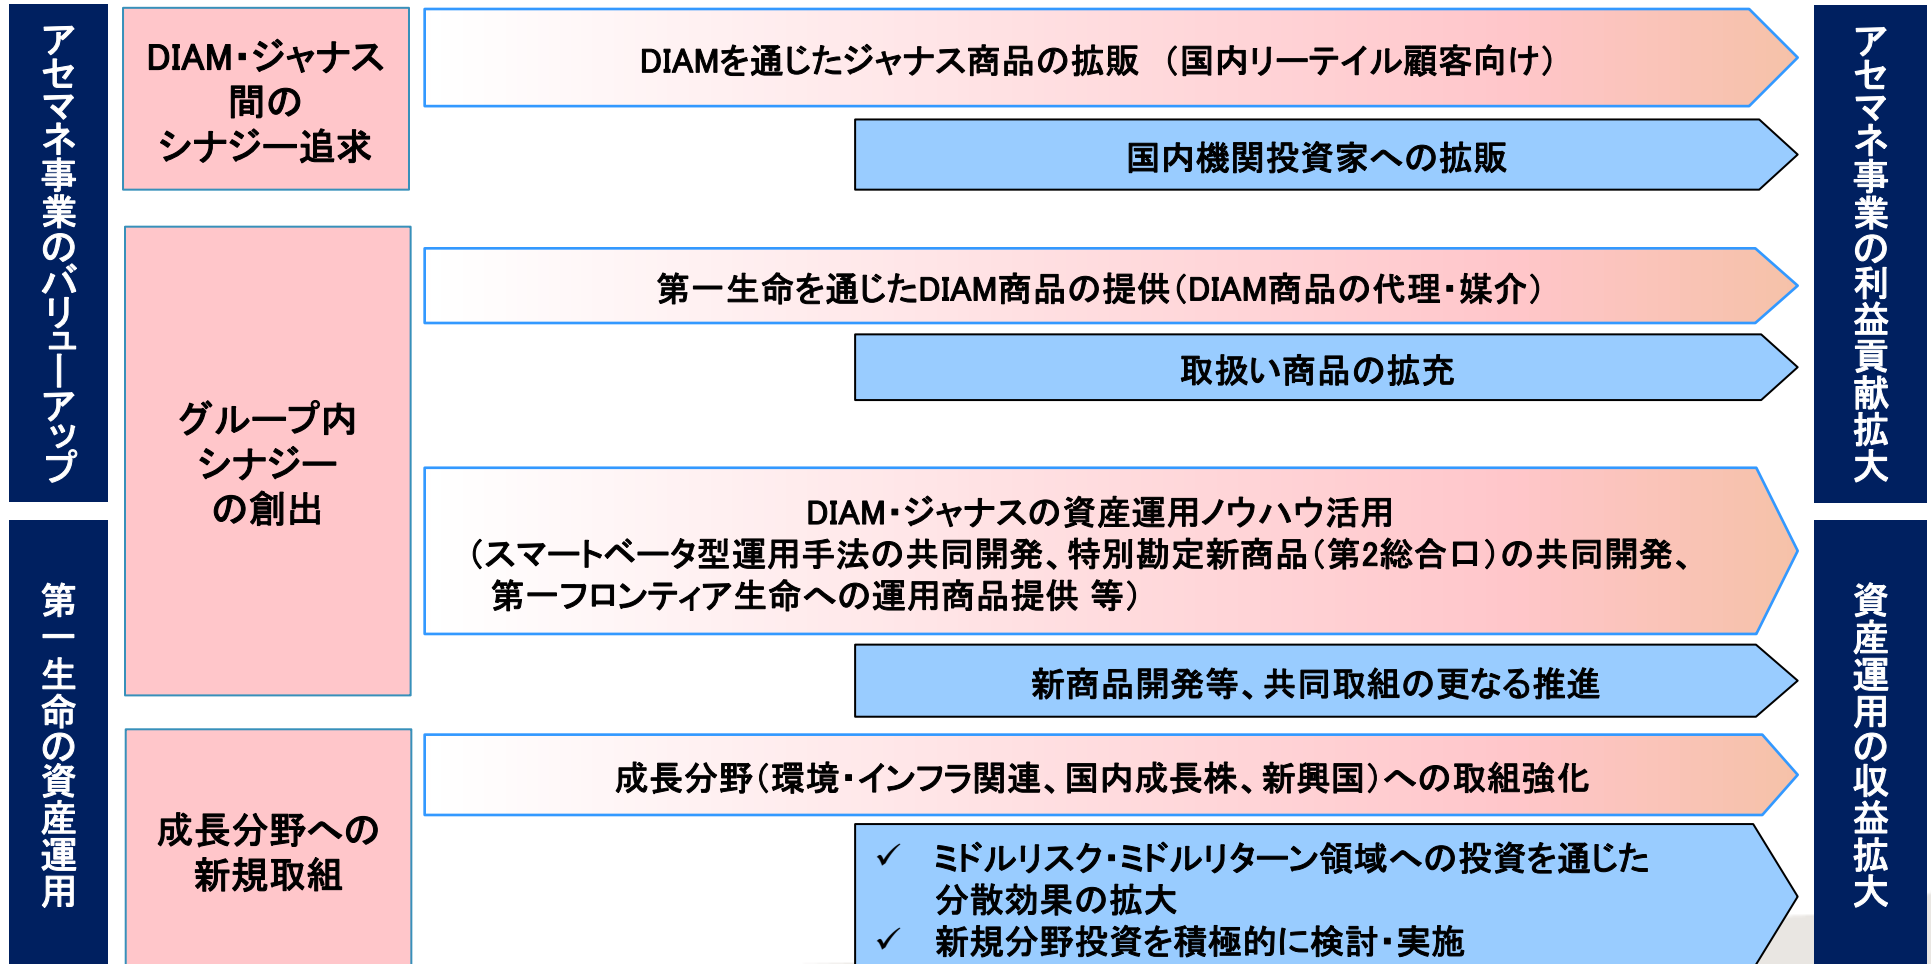 アセマネ事業のバリューアップ
DIAM・ジャナス
間の
シナジー追求
DIAMを通じたジャナス商品の拡販 （国内リーテイル顧客向け）
国内機関投資家への拡販
アセマネ事業の利益貢献拡大
グループ内
シナジー
の創出
第一生命を通じたDIAM商品の提供（DIAM商品の代理・媒介）
取扱い商品の拡充
DIAM・ジャナスの資産運用ノウハウ活用
（スマートベータ型運用手法の共同開発、特別勘定新商品（第2総合口）の共同開発、
第一フロンティア生命への運用商品提供 等）
新商品開発等、共同取組の更なる推進
第一生命の資産運用
成長分野への
新規取組
成長分野（環境・インフラ関連、国内成長株、新興国）への取組強化
✓ ミドルリスク・ミドルリターン領域への投資を通じた
分散効果の拡大
✓ 新規分野投資を積極的に検討・実施
資産運用の収益拡大